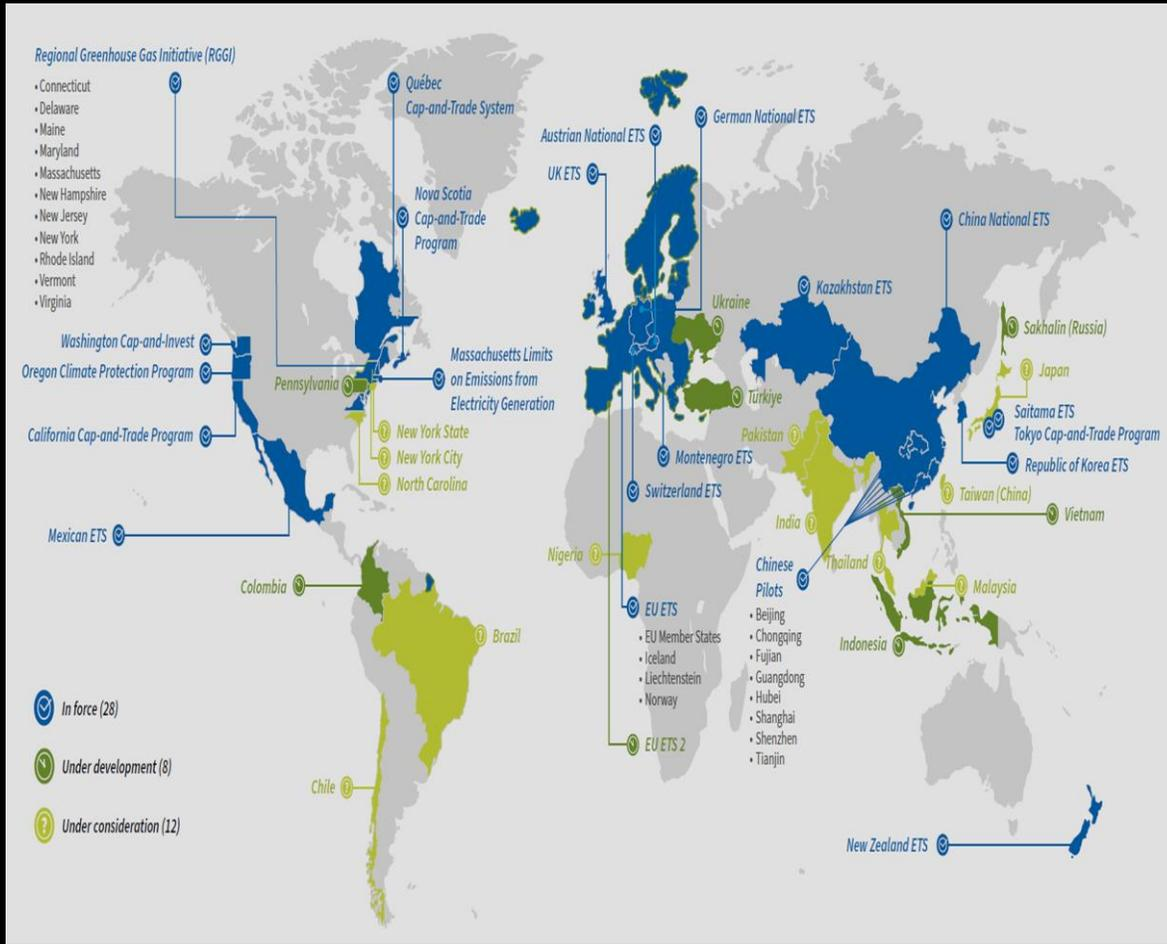 Regional Greenhouse Gas Initiative (RGGI)
• Connecticut
• Delaware
• Maine
• Maryland
• Massachusetts
• New Hampshire
• New Jersey
• New York
• Rhode Island
• Vermont
• Virginia
Québec
Cap-and-Trade System
Nova Scotia
Cap-and-Trade
Program
Washington Cap-and-Invest
Oregon Climate Protection Program
California Cap-and-Trade Program
Pennsylvania
Massachusetts Limits
on Emissions from
Electricity Generation
New York State
New York City
North Carolina
Mexican ETS
Colombia
Brazil
Chile
Austrian National ETS
German National ETS
UK ETS
Ukraine
Türkiye
Montenegro ETS
Switzerland ETS
Nigeria
EU ETS
• EU Member States
• Iceland
• Liechtenstein
• Norway
EU ETS 2
China National ETS
Kazakhstan ETS
Sakhalin (Russia)
Japan
Saitama ETS
Tokyo Cap-and-Trade Program
Republic of Korea ETS
Pakistan
India
Taiwan (China)
Vietnam
Thailand
Malaysia
Indonesia
Chinese
Pilots
• Beijing
• Chongqing
• Fujian
• Guangdong
• Hubei
• Shanghai
• Shenzhen
• Tianjin
New Zealand ETS
In force (28)
Under development (8)
? Under consideration (12)